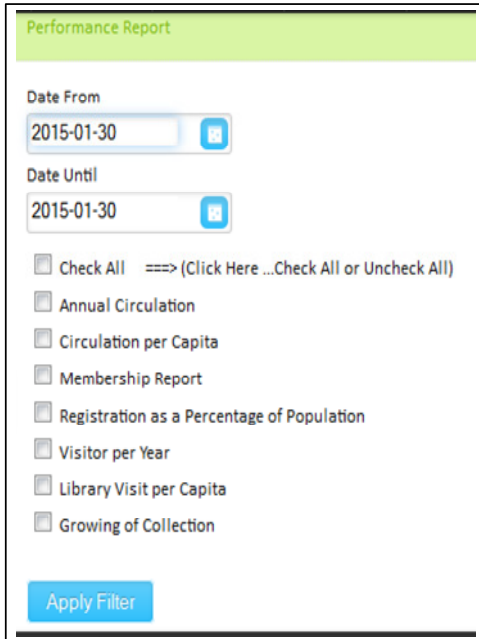 Performance Report
Date From
2015-01-30
Date Until
2015-01-30
Check All ===> (Click Here ...Check All or Uncheck All)
Annual Circulation
Circulation per Capita
Membership Report
Registration as a Percentage of Population
Visitor per Year
Library Visit per Capita
Growing of Collection
Apply Filter